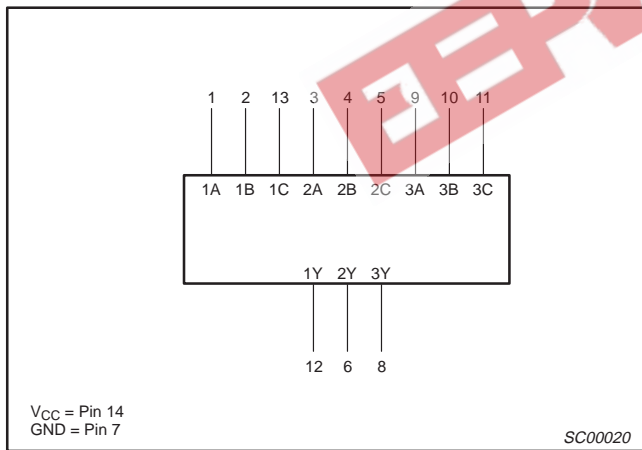 1 2 13 3 4 5 9 10 11
1A 1B 1C 2A 2B 2C 3A 3B 3C
1Y 2Y 3Y
12 6 8
VCC = Pin 14
GND = Pin 7
SC00020